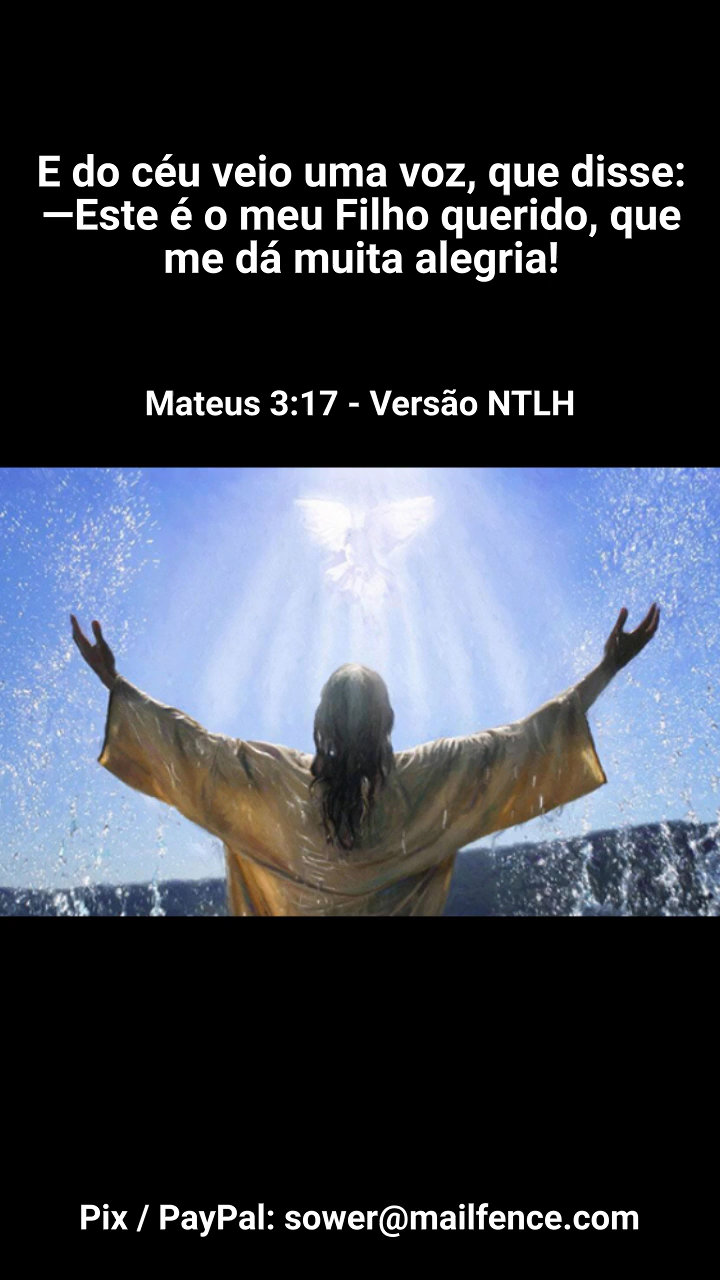 E do céu veio uma voz, que disse:
—Este é o meu Filho querido, que
me dá muita alegria!
Mateus 3:17 - Versão NTLH
Pix / PayPal: sower@mailfence.com